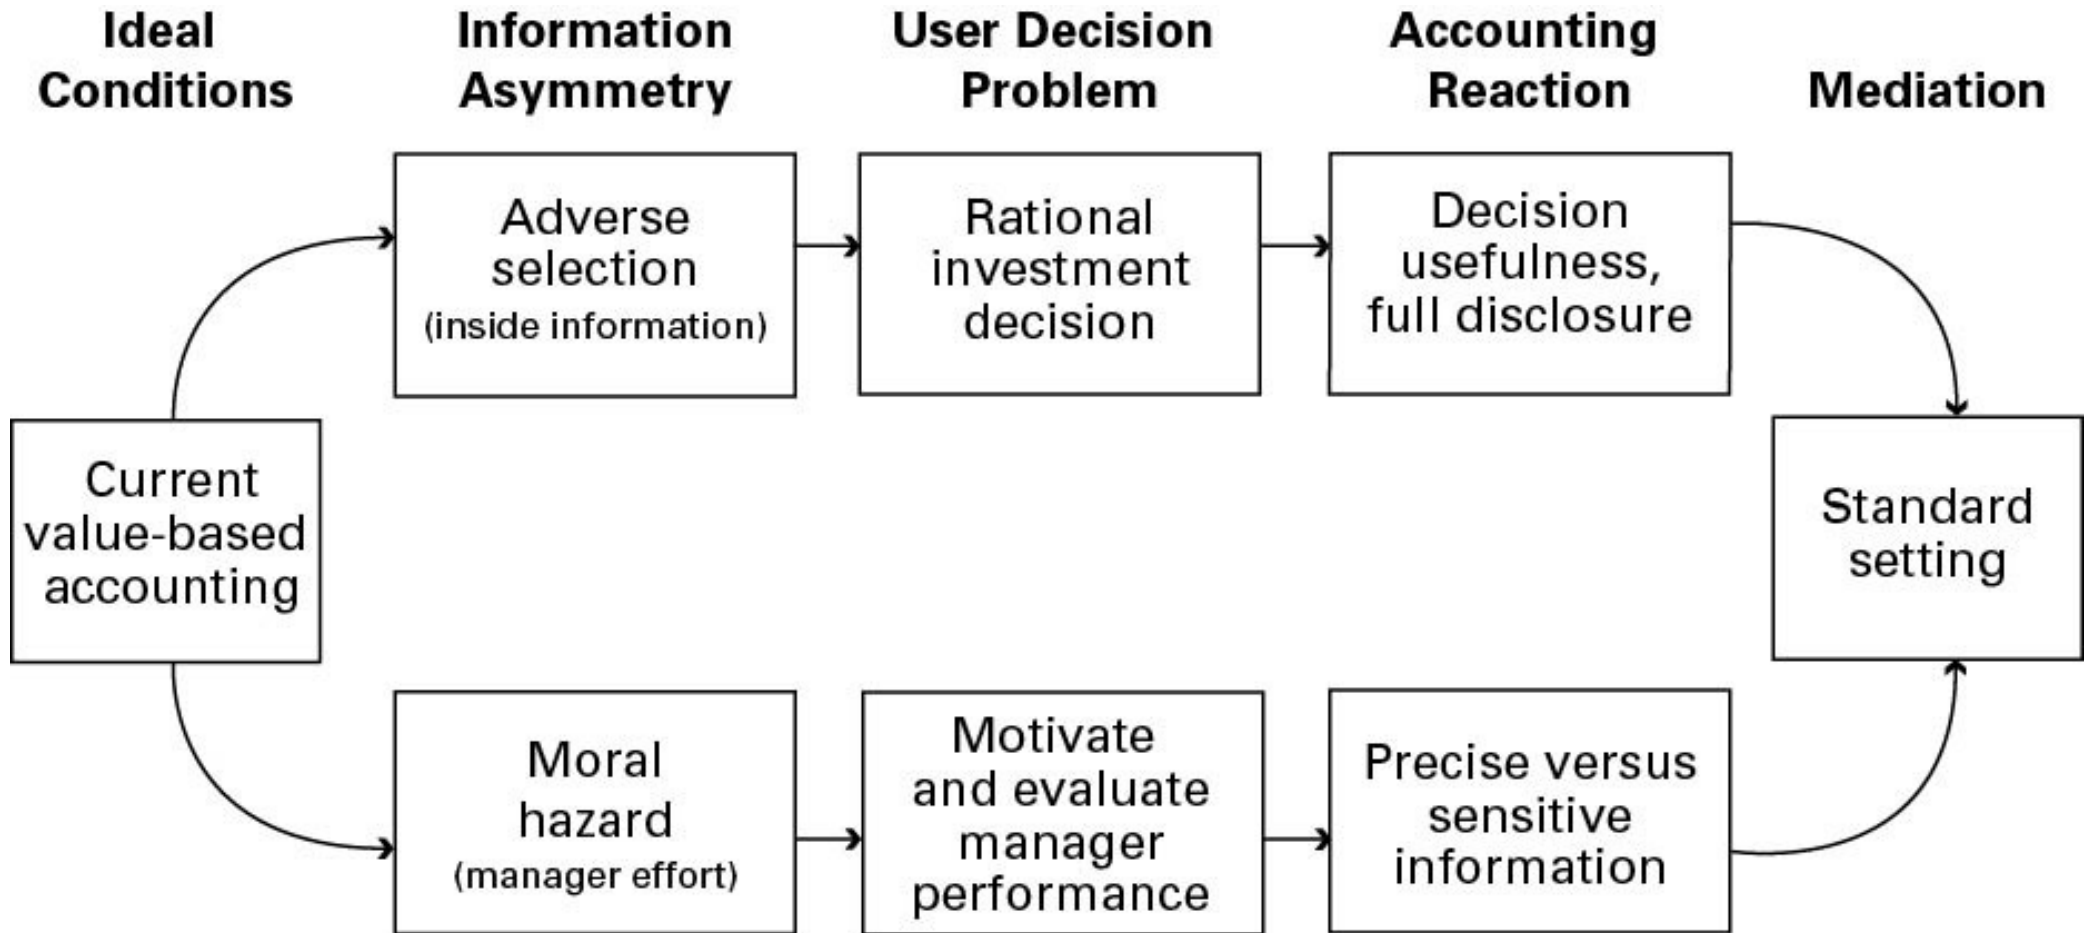 Ideal
Conditions
Information
Asymmetry
User Decision
Problem
Accounting
Reaction
Mediation
Adverse
selection
(inside information)
Rational
investment
decision
Decision
usefulness,
full disclosure
Current
value-based
accounting
Standard
setting
Moral
hazard
(manager effort)
Motivate
and evaluate
manager
performance
Precise versus
sensitive
information